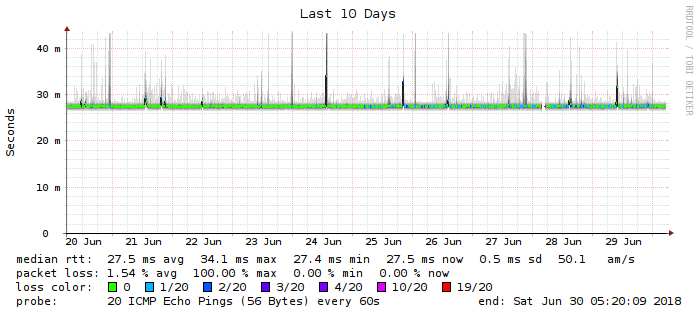 Last 10 Days
RRDTOOL / TOBI OETIKER
Seconds
40 m
30 m
20 m
10 m
0
20 Jun 21 Jun 22 Jun 23 Jun 24 Jun 25 Jun 26 Jun 27 Jun 28 Jun 29 Jun
median rtt: 27.5 ms avg 34.1 ms max 27.4 ms min 27.5 ms now 0.5 ms sd 50.1 am/s
packet loss: 1.54 % avg 100.00 % max 0.00 % min 0.00 % now
loss color: 0 1/20 2/20 3/20 4/20 10/20 19/20
probe: 20 ICMP Echo Pings (56 Bytes) every 60s end: Sat Jun 30 05:20:09 2018